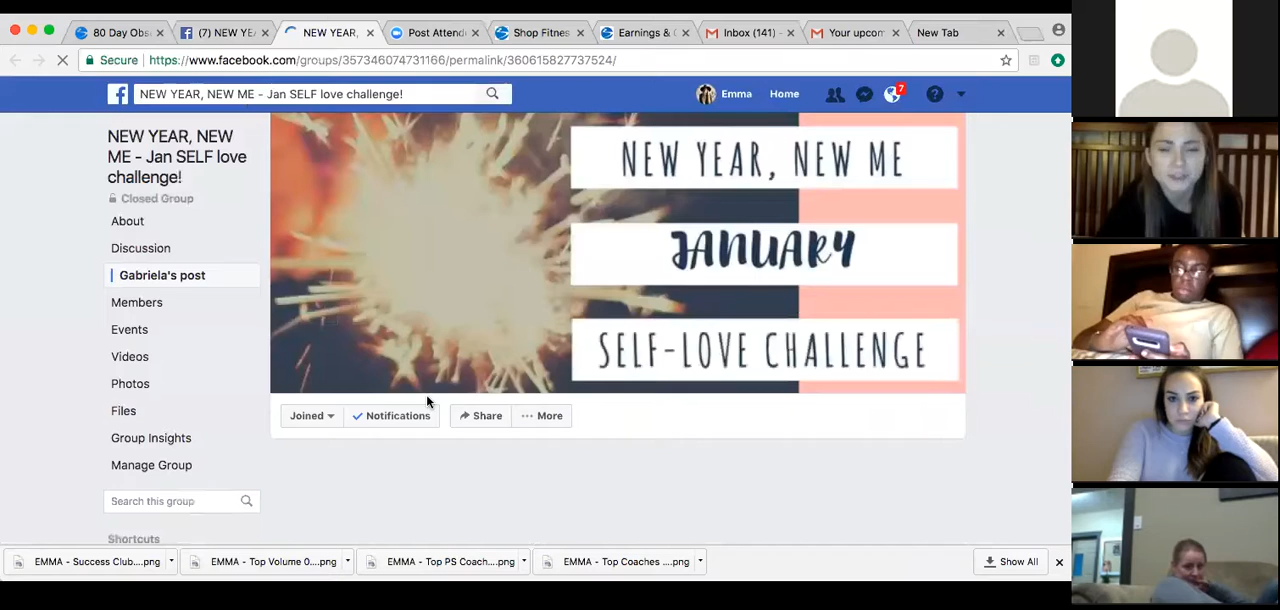 80 Day Obs
(7) NEW YE
NEW YEAR,
Post Attend
Shop Fitnes
Earnings & C
Inbox (141) -
Your upcom
New Tab
Secure https://www.facebook.com/groups/357346074731166/permalink/360615827737524/
NEW YEAR, NEW ME - Jan SELF love challenge!
Emma
Home
7
NEW YEAR, NEW
ME - Jan SELF love
challenge!
Closed Group
About
Discussion
Gabriela's post
Members
Events
Videos
Photos
Files
Group Insights
Manage Group
Search this group
Shortcuts
NEW YEAR, NEW ME
JANUARY
SELF-LOVE CHALLENGE
Joined
Notifications
Share
More
EMMA - Success Club....png
EMMA - Top Volume 0....png
EMMA - Top PS Coach....png
EMMA - Top Coaches ....png
Show All